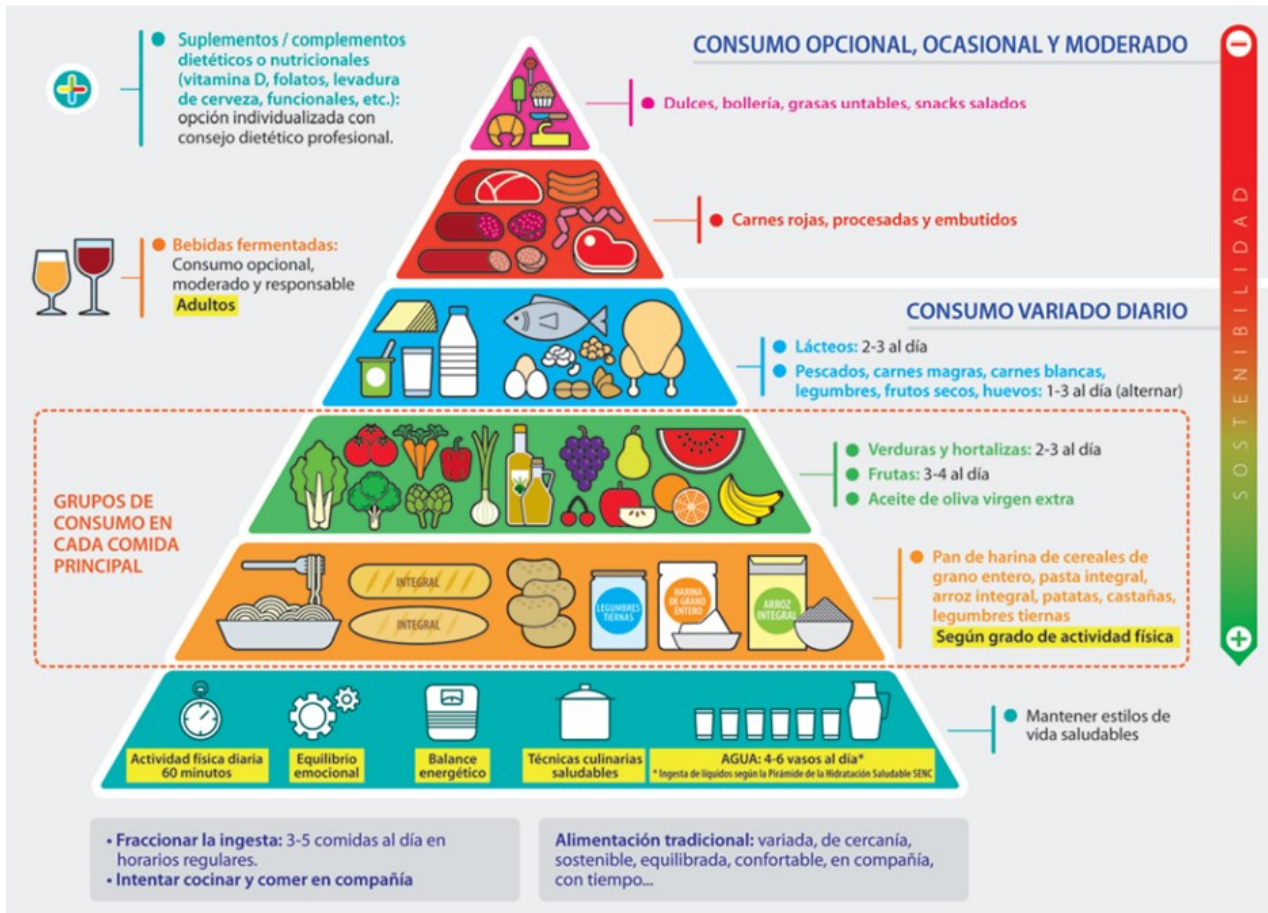 Suplementos / complementos
dietéticos o nutricionales
(vitamina D, folatos, levadura
de cerveza, funcionales, etc.):
opción individualizada con
consejo dietético profesional.
CONSUMO OPCIONAL, OCASIONAL Y MODERADO
Dulces, bollería, grasas untables, snacks salados
Carnes rojas, procesadas y embutidos
Bebidas fermentadas:
Consumo opcional,
moderado y responsable
Adultos
CONSUMO VARIADO DIARIO
Lácteos: 2-3 al día
Pescados, carnes magras, carnes blancas,
legumbres, frutos secos, huevos: 1-3 al día (alternar)
SOSTENIBILIDAD
GRUPOS DE
CONSUMO EN
CADA COMIDA
PRINCIPAL
Verduras y hortalizas: 2-3 al día
Frutas: 3-4 al día
Aceite de oliva virgen extra
INTEGRAL
INTEGRAL
LEGUMBRES
TIERNAS
HARINA
DE GRANO
ENTERO
ARROZ
INTEGRAL
Pan de harina de cereales de
grano entero, pasta integral,
arroz integral, patatas, castañas,
legumbres tiernas
Según grado de actividad física
Actividad física diaria
60 minutos
Equilibrio
emocional
Balance
energético
Técnicas culinarias
saludables
AGUA: 4-6 vasos al día*
* Ingesta de líquidos según la Pirámide de la Hidratación Saludable SENC
Mantener estilos de
vida saludables
• Fraccionar la ingesta: 3-5 comidas al día en
horarios regulares.
• Intentar cocinar y comer en compañía
Alimentación tradicional: variada, de cercanía,
sostenible, equilibrada, confortable, en compañía,
con tiempo...